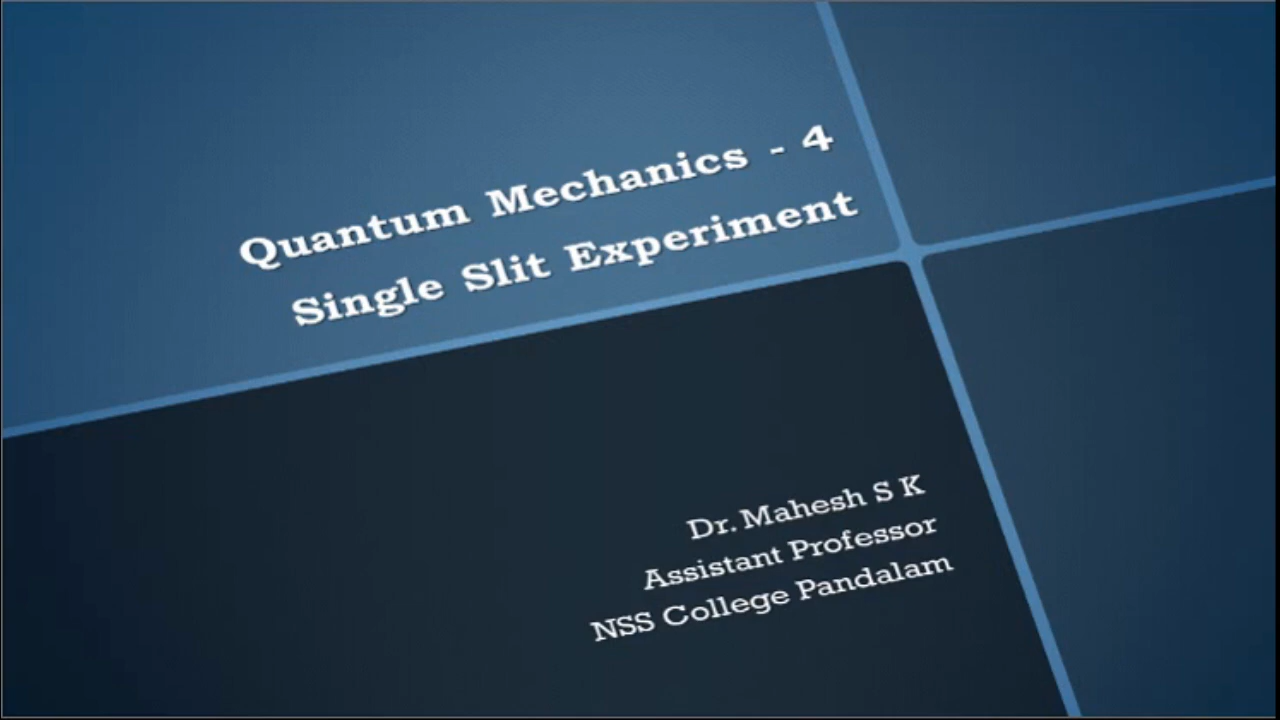 Quantum Mechanics - 4
Single Slit Experiment
Dr. Mahesh S K
Assistant Professor
NSS College Pandalam